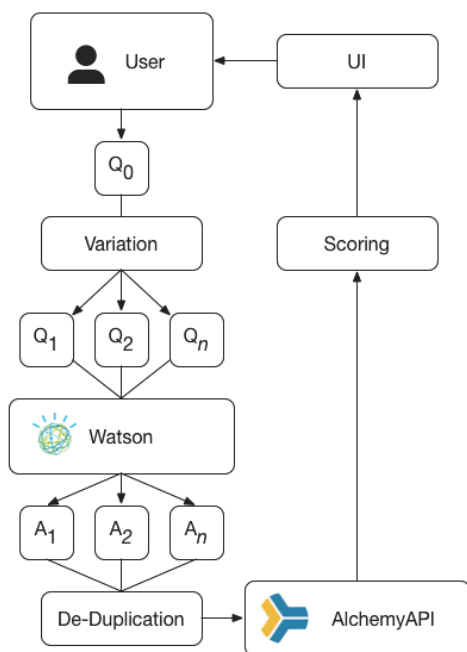 User
UI
Q0
Variation
Scoring
Q1
Q2
Qn
Watson
A1
A2
An
De-Duplication
AlchemyAPI